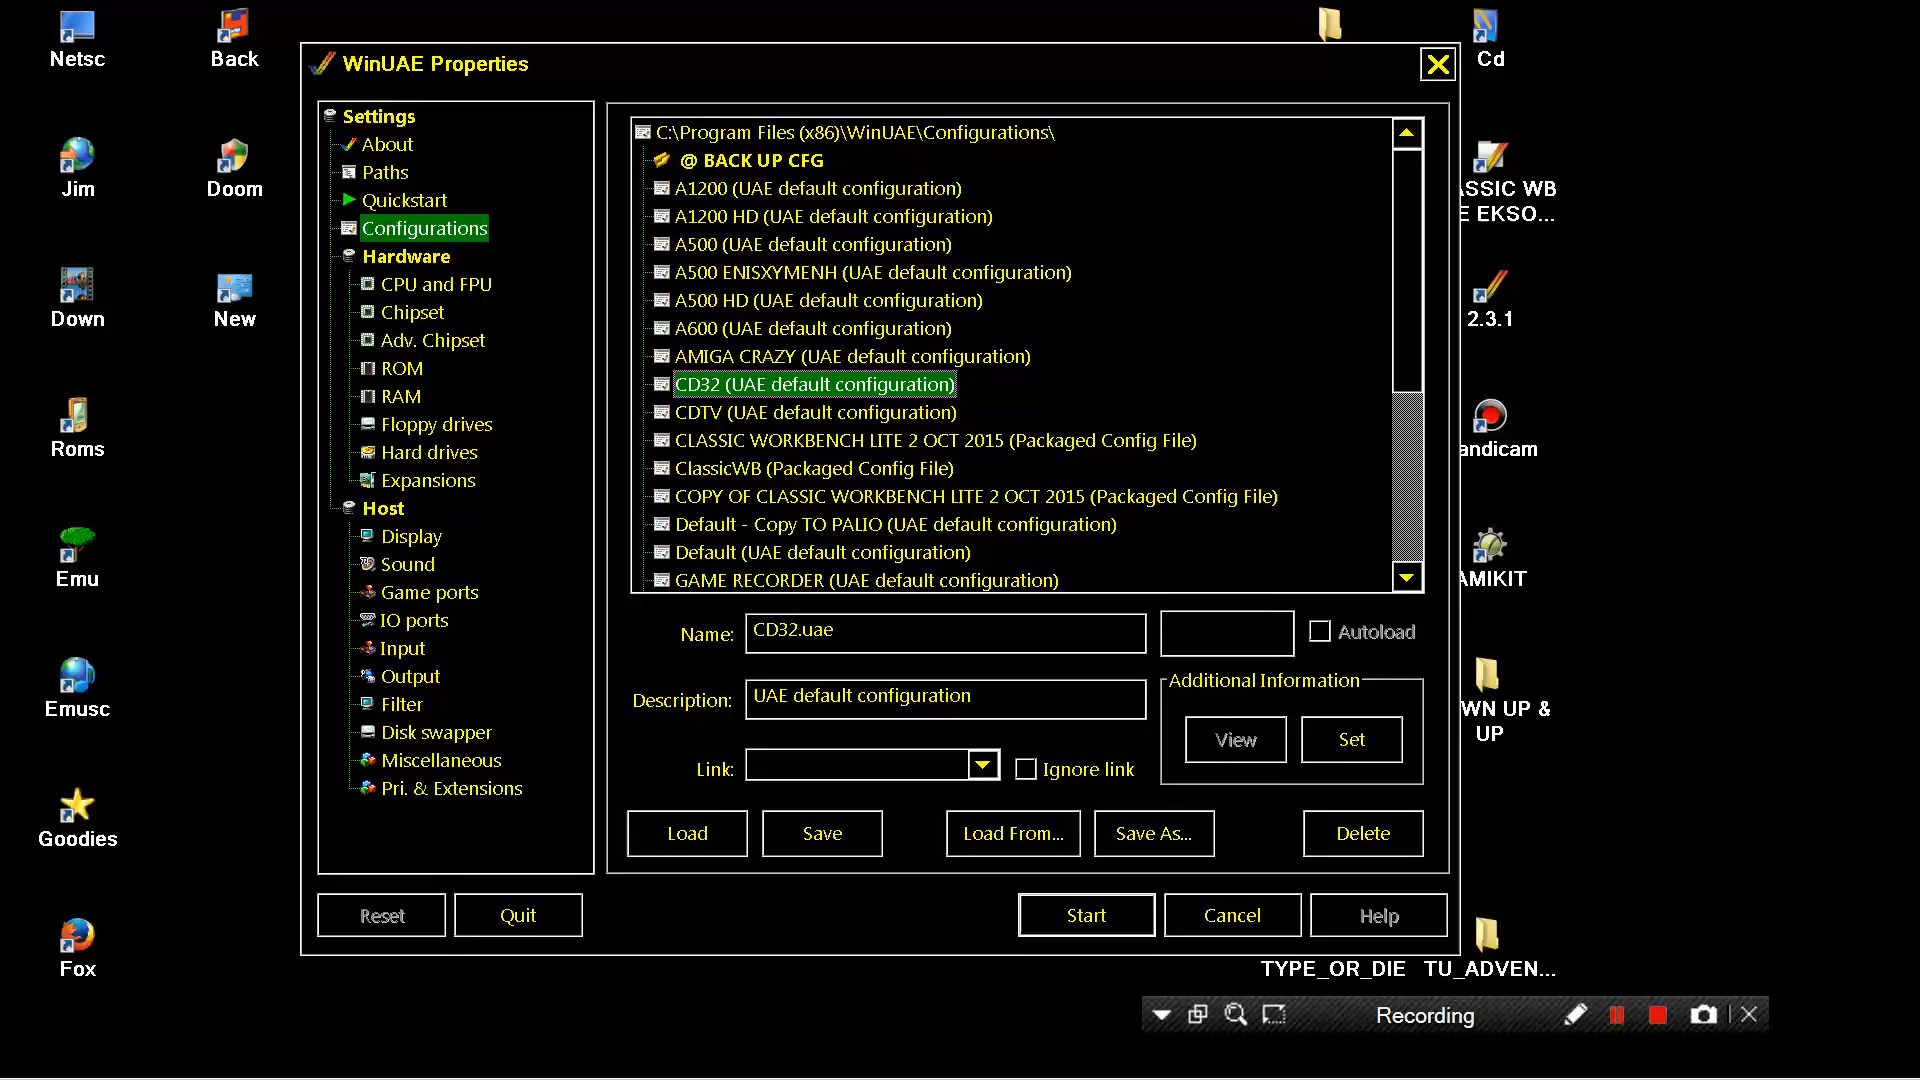 Netsc
Back
Cd
WinUAE Properties
Settings
About
Paths
Quickstart
Configurations
Hardware
CPU and FPU
Chipset
Adv. Chipset
ROM
RAM
Floppy drives
Hard drives
Expansions
Host
Display
Sound
Game ports
IO ports
Input
Output
Filter
Disk swapper
Miscellaneous
Pri. & Extensions
C:\Program Files (x86)\WinUAE\Configurations\
@ BACK UP CFG
A1200 (UAE default configuration)
A1200 HD (UAE default configuration)
A500 (UAE default configuration)
A500 ENISXYMENH (UAE default configuration)
A500 HD (UAE default configuration)
A600 (UAE default configuration)
AMIGA CRAZY (UAE default configuration)
CD32 (UAE default configuration)
CDTV (UAE default configuration)
CLASSIC WORKBENCH LITE 2 OCT 2015 (Packaged Config File)
ClassicWB (Packaged Config File)
COPY OF CLASSIC WORKBENCH LITE 2 OCT 2015 (Packaged Config File)
Default - Copy TO PALIO (UAE default configuration)
Default (UAE default configuration)
GAME RECORDER (UAE default configuration)
Name: CD32.uae
Autoload
Description: UAE default configuration
Additional Information
View Set
Link:
Ignore link
Load Save Load From... Save As... Delete
Reset Quit Start Cancel Help
Jim
Doom
Down
New
Roms
Emu
Emusc
Goodies
Fox
ASSIC WB
E EKSO...
2.3.1
andicam
AMIKIT
WN UP &
UP
TYPE_OR_DIE
TU_ADVEN...
Recording